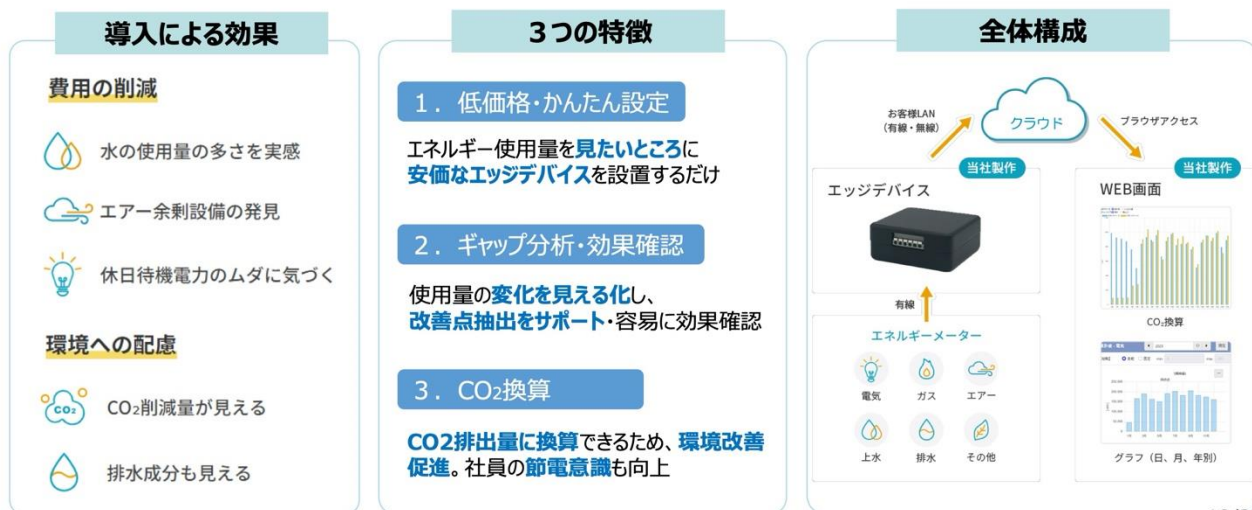 導入による効果
費用の削減
水の使用量の多さを実感
エアー余剰設備の発見
休日待機電力のムダに気づく
環境への配慮
CO₂
CO₂削減量が見える
排水成分も見える
３つの特徴
１．低価格・かんたん設定
エネルギー使用量を見たいところに
安価なエッジデバイスを設置するだけ
２．ギャップ分析・効果確認
使用量の変化を見える化し、
改善点抽出をサポート・容易に効果確認
３．CO₂換算
CO2排出量に換算できるため、環境改善
促進。社員の節電意識も向上
全体構成
お客様LAN
（有線・無線）
クラウド
ブラウザアクセス
当社製作
エッジデバイス
有線
エネルギーメーター
電気
ガス
エアー
上水
排水
その他
当社製作
WEB画面
CO₂換算
グラフ（日、月、年別）